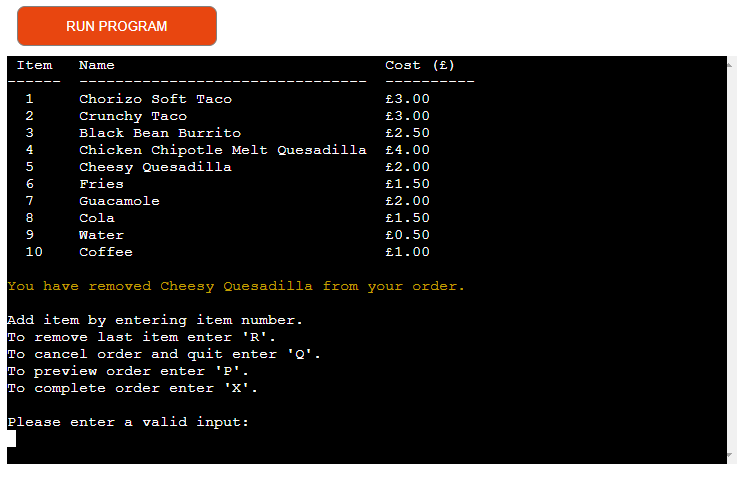 RUN PROGRAM
Item Name Cost (£)
------ -------------------------------- ----------
1 Chorizo Soft Taco £3.00
2 Crunchy Taco £3.00
3 Black Bean Burrito £2.50
4 Chicken Chipotle Melt Quesadilla £4.00
5 Cheesy Quesadilla £2.00
6 Fries £1.50
7 Guacamole £2.00
8 Cola £1.50
9 Water £0.50
10 Coffee £1.00
You have removed Cheesy Quesadilla from your order.
Add item by entering item number.
To remove last item enter 'R'.
To cancel order and quit enter 'Q'.
To preview order enter 'P'.
To complete order enter 'X'.
Please enter a valid input: